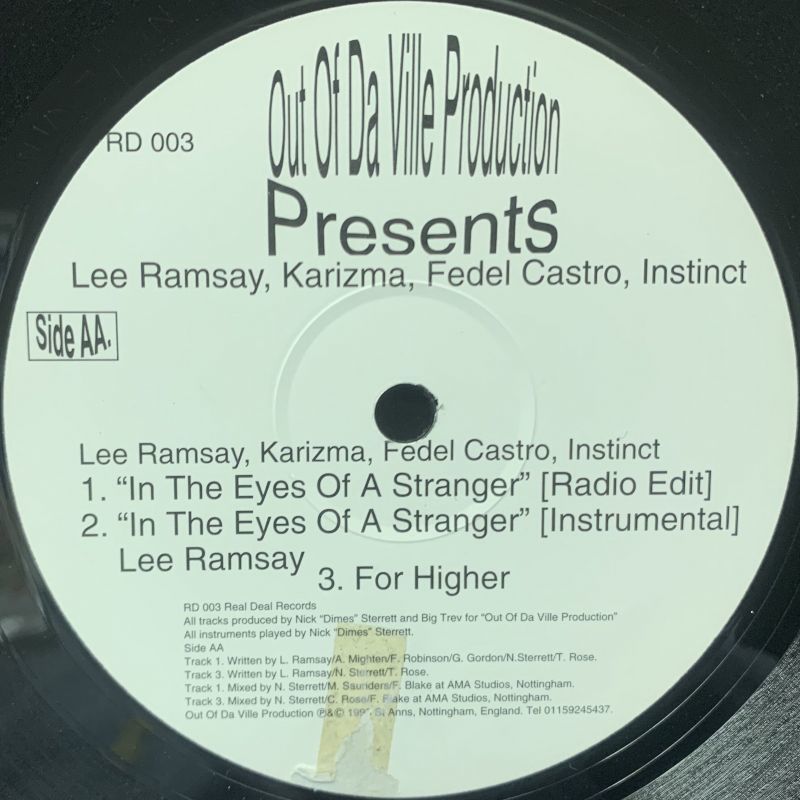 Out Of Da Ville Production
RD 003
Presents
Lee Ramsay, Karizma, Fedel Castro, Instinct
Side AA.
Lee Ramsay, Karizma, Fedel Castro, Instinct
1. “In The Eyes Of A Stranger” [Radio Edit]
2. “In The Eyes Of A Stranger” [Instrumental]
Lee Ramsay
3. For Higher
RD 003 Real Deal Records
All tracks produced by Nick “Dimes” Sterrett and Big Trev for “Out Of Da Ville Production”
All instruments played by Nick “Dimes” Sterrett.
Side AA
Track 1. Written by L. Ramsay/A. Mighten/F. Robinson/G. Gordon/N.Sterrett/T. Rose.
Track 3. Written by L. Ramsay/N. Sterrett/T. Rose.
Track 1. Mixed by N. Sterrett/M. Saunders/F. Blake at AMA Studios, Nottingham.
Track 3. Mixed by N. Sterrett/C. Rose/F. Blake at AMA Studios, Nottingham.
Out Of Da Ville Production ℗&© St Anns, Nottingham, England. Tel 01159245437.